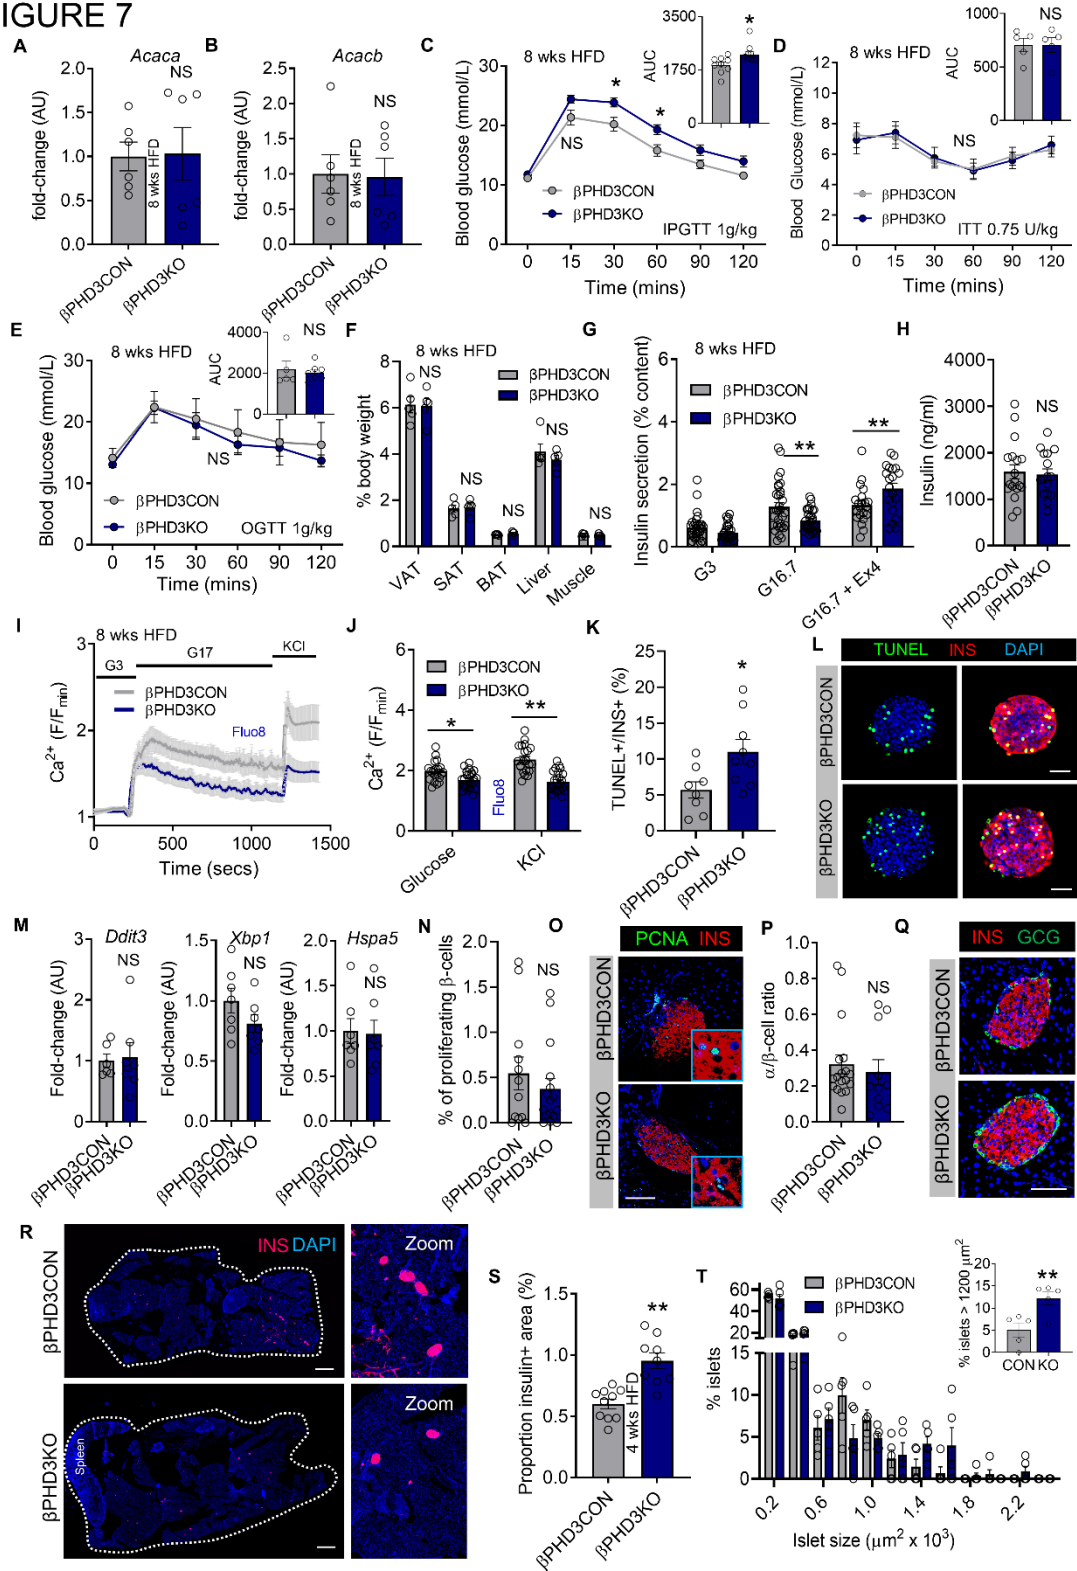 IGURE 7
A
Acaca
NS
fold-change (AU)
2.0
1.5
1.0
0.5
0.0
8 wks HFD
βPHD3CON
βPHD3KO
B
Acacb
NS
fold-change (AU)
2.5
2.0
1.5
1.0
0.5
0.0
8 wks HFD
βPHD3CON
βPHD3KO
C
8 wks HFD
Blood glucose (mmol/L)
30
20
10
0
*
*
NS
βPHD3CON
βPHD3KO
IPGTT 1g/kg
0 15 30 60 90 120
Time (mins)
AUC
3500
1750
0
*
D
8 wks HFD
Blood Glucose (mmol/L)
12
10
8
6
4
2
0
NS
βPHD3CON
βPHD3KO
ITT 0.75 U/kg
0 15 30 60 90 120
Time (mins)
AUC
1000
500
0
NS
E
8 wks HFD
Blood glucose (mmol/L)
30
20
10
0
NS
βPHD3CON
βPHD3KO
OGTT 1g/kg
0 15 30 60 90 120
Time (mins)
AUC
4000
2000
0
NS
F
8 wks HFD
% body weight
8
6
4
2
0
βPHD3CON
βPHD3KO
NS
NS
NS
NS
NS
VAT
SAT
BAT
Liver
Muscle
G
8 wks HFD
Insulin secretion (% content)
6
4
2
0
βPHD3CON
βPHD3KO
**
**
G3
G16.7
G16.7 + Ex4
H
Insulin (ng/ml)
4000
3000
2000
1000
0
NS
βPHD3CON
βPHD3KO
I
8 wks HFD
G3
G17
KCl
Ca2+ (F/Fmin)
3
2
1
βPHD3CON
βPHD3KO
Fluo8
0 500 1000 1500
Time (secs)
J
Ca2+ (F/Fmin)
6
4
2
0
βPHD3CON
βPHD3KO
*
**
Fluo8
Glucose
KCl
K
TUNEL+/INS+ (%)
25
20
15
10
5
0
*
βPHD3CON
βPHD3KO
L
TUNEL INS DAPI
βPHD3CON
βPHD3KO
M
Ddit3
NS
Fold-change (AU)
3
2
1
0
βPHD3CON
βPHD3KO
Xbp1
NS
Fold-change (AU)
1.5
1.0
0.5
0.0
βPHD3CON
βPHD3KO
Hspa5
NS
Fold-change (AU)
2.0
1.5
1.0
0.5
0.0
βPHD3CON
βPHD3KO
N
% of proliferating β-cells
2.0
1.5
1.0
0.5
0.0
NS
βPHD3CON
βPHD3KO
O
PCNA INS
βPHD3CON
βPHD3KO
P
α/β-cell ratio
1.0
0.8
0.6
0.4
0.2
0.0
NS
βPHD3CON
βPHD3KO
Q
INS GCG
βPHD3CON
βPHD3KO
R
INS DAPI
Zoom
βPHD3CON
Zoom
βPHD3KO
Spleen
S
Proportion insulin+ area (%)
1.5
1.0
0.5
0.0
**
4 wks HFD
βPHD3CON
βPHD3KO
T
% islets
60
40
20
15
10
5
0
βPHD3CON
βPHD3KO
0.2 0.6 1.0 1.4 1.8 2.2
Islet size (μm2 x 103)
% islets > 1200 μm2
20
15
10
5
0
**
CON KO